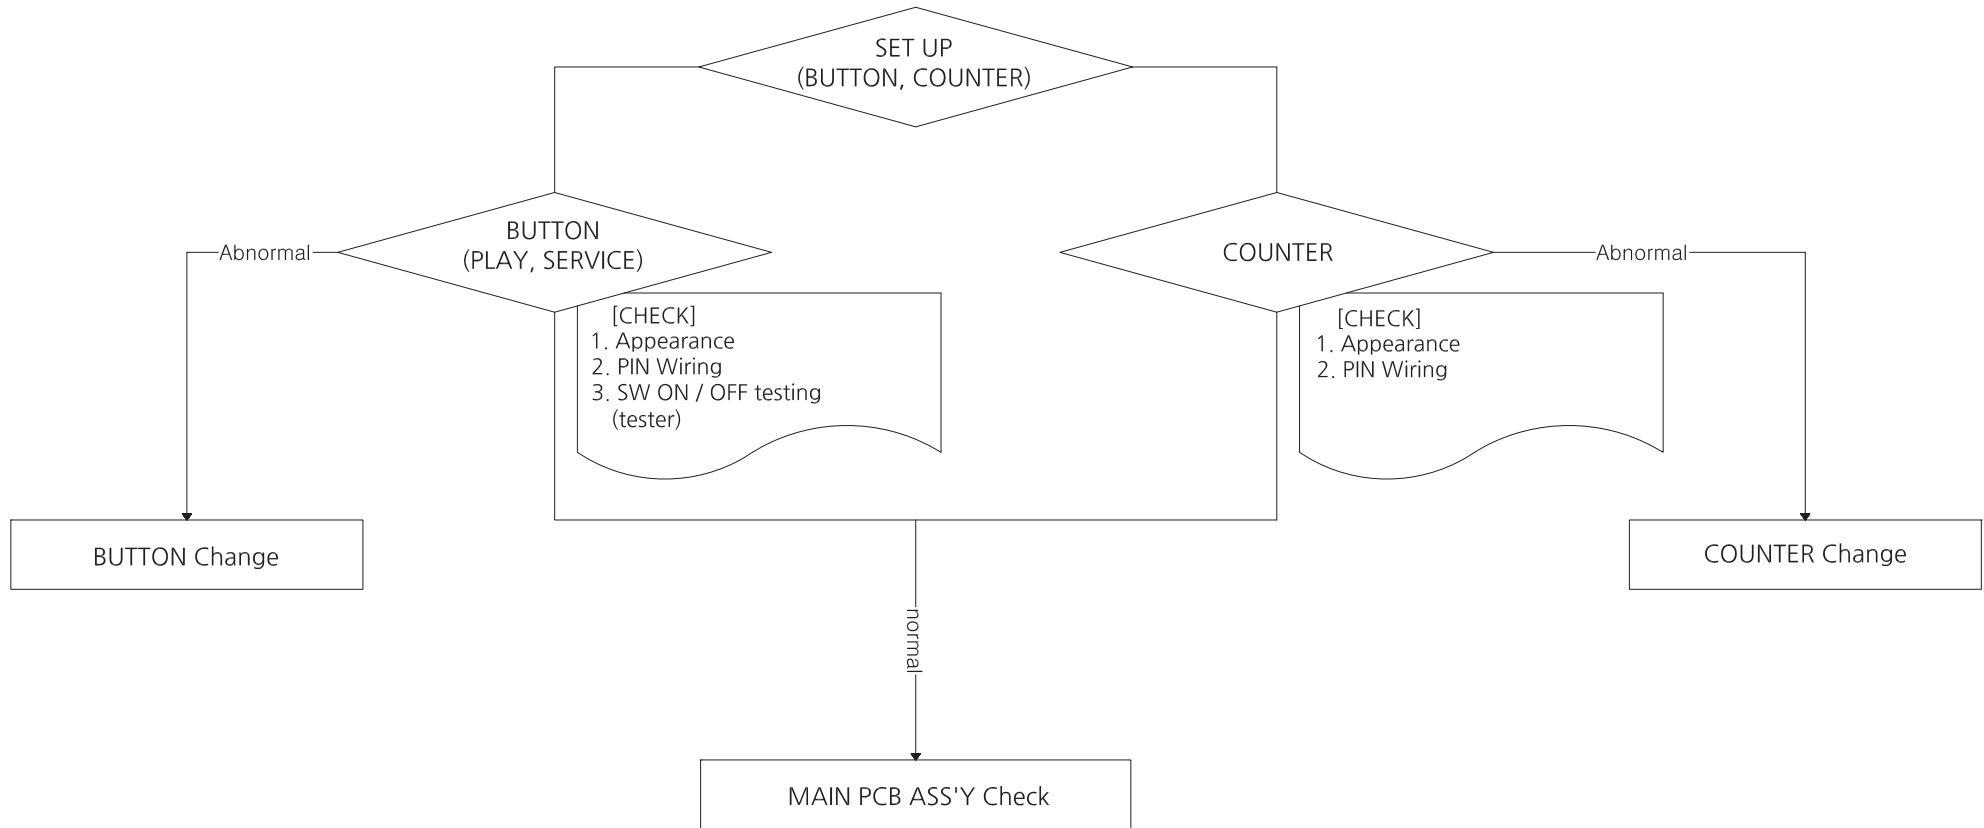 SET UP
(BUTTON, COUNTER)
BUTTON
(PLAY, SERVICE)
Abnormal
COUNTER
Abnormal
[CHECK]
1. Appearance
2. PIN Wiring
3. SW ON / OFF testing
(tester)
[CHECK]
1. Appearance
2. PIN Wiring
BUTTON Change
COUNTER Change
normal
MAIN PCB ASS'Y Check